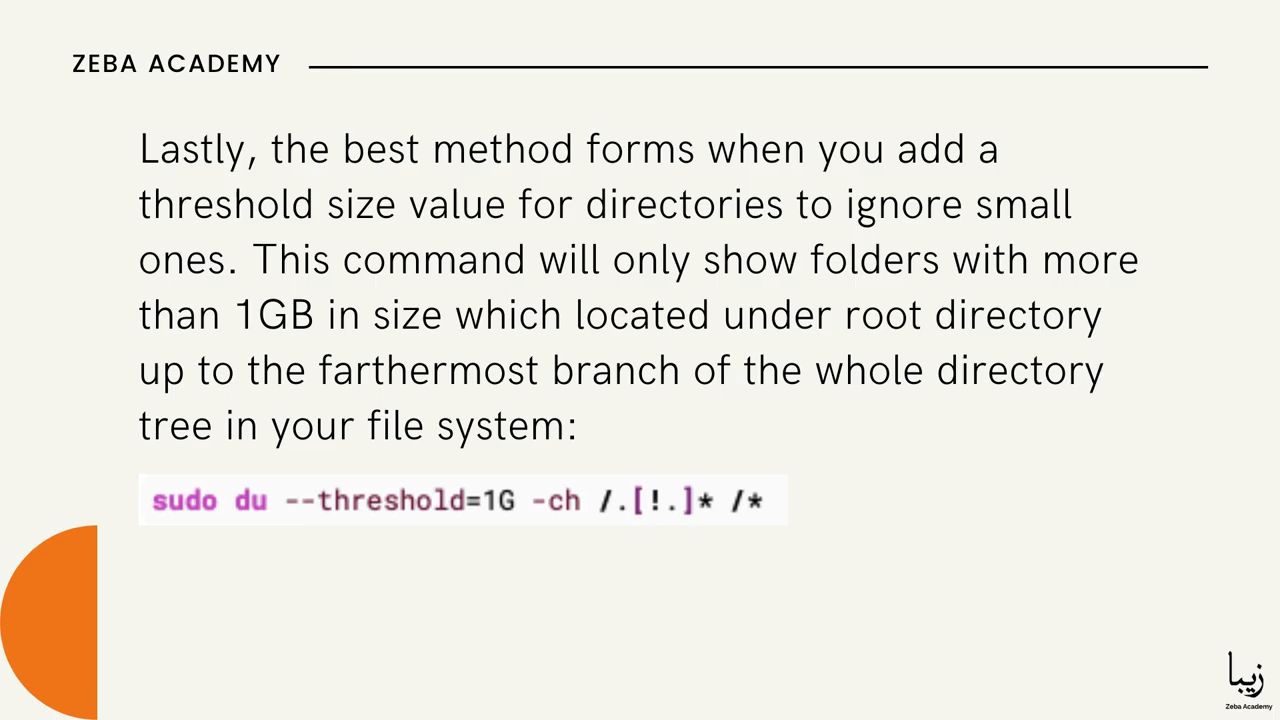 ZEBA ACADEMY
Lastly, the best method forms when you add a
threshold size value for directories to ignore small
ones. This command will only show folders with more
than 1GB in size which located under root directory
up to the farthermost branch of the whole directory
tree in your file system:
sudo du --threshold=1G -ch /.[!.]* /*
زيبا
Zeba Academy